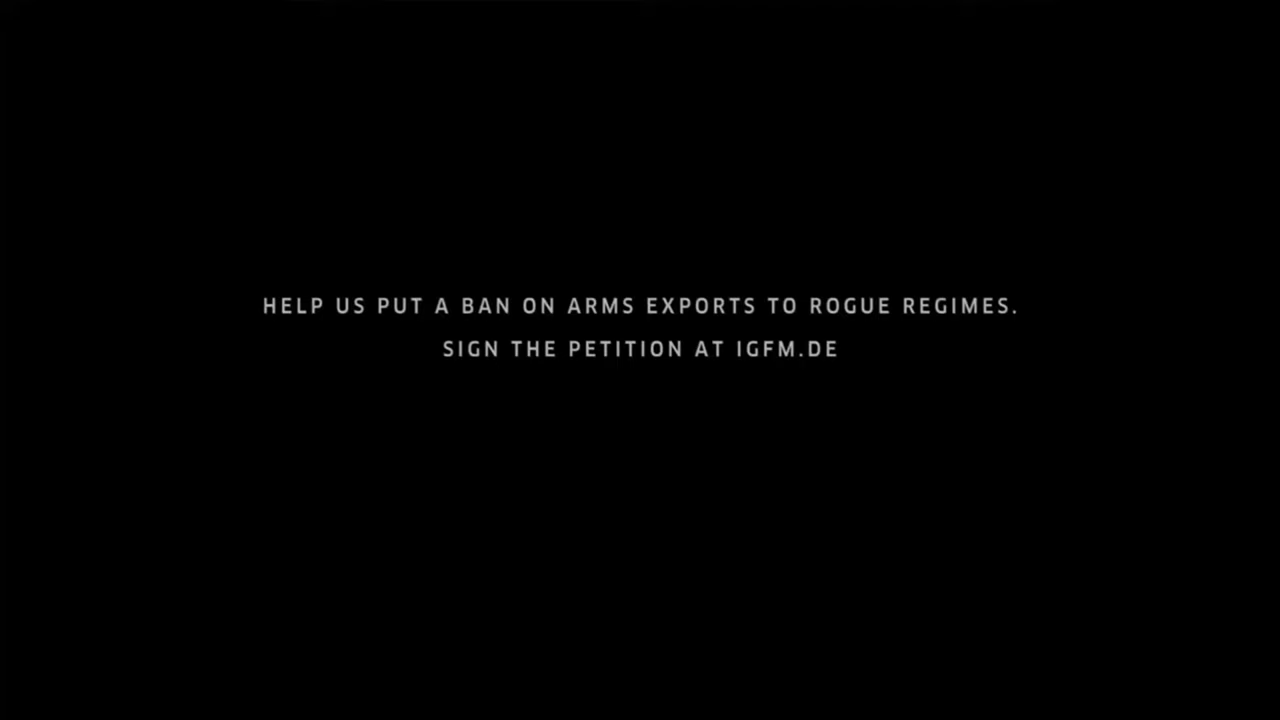 HELP US PUT A BAN ON ARMS EXPORTS TO ROGUE REGIMES.
SIGN THE PETITION AT IGFM.DE